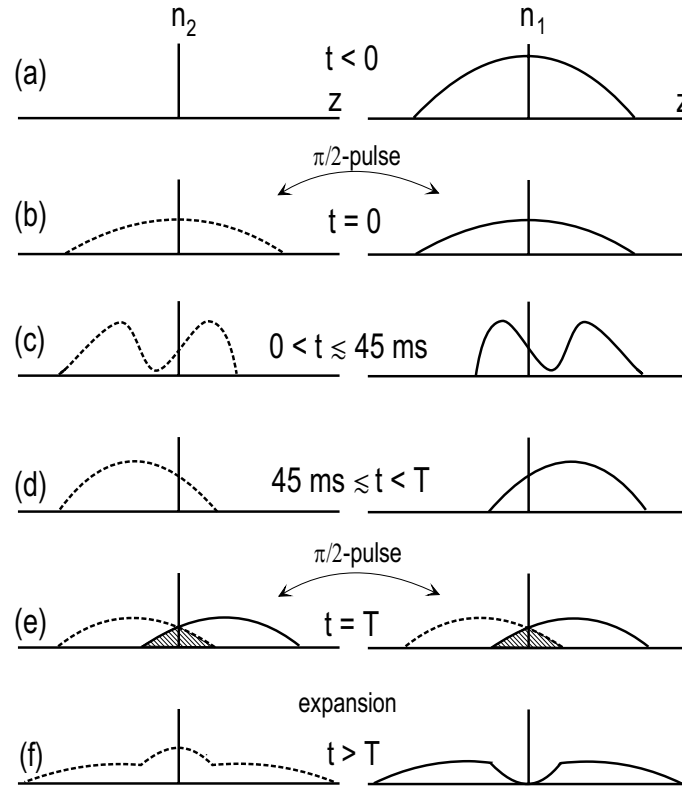 n₂ n₁
(a) t < 0
z z
π/2-pulse
(b) t = 0
(c) 0 < t ≲ 45 ms
(d) 45 ms ≲ t < T
π/2-pulse
(e) t = T
expansion
(f) t > T